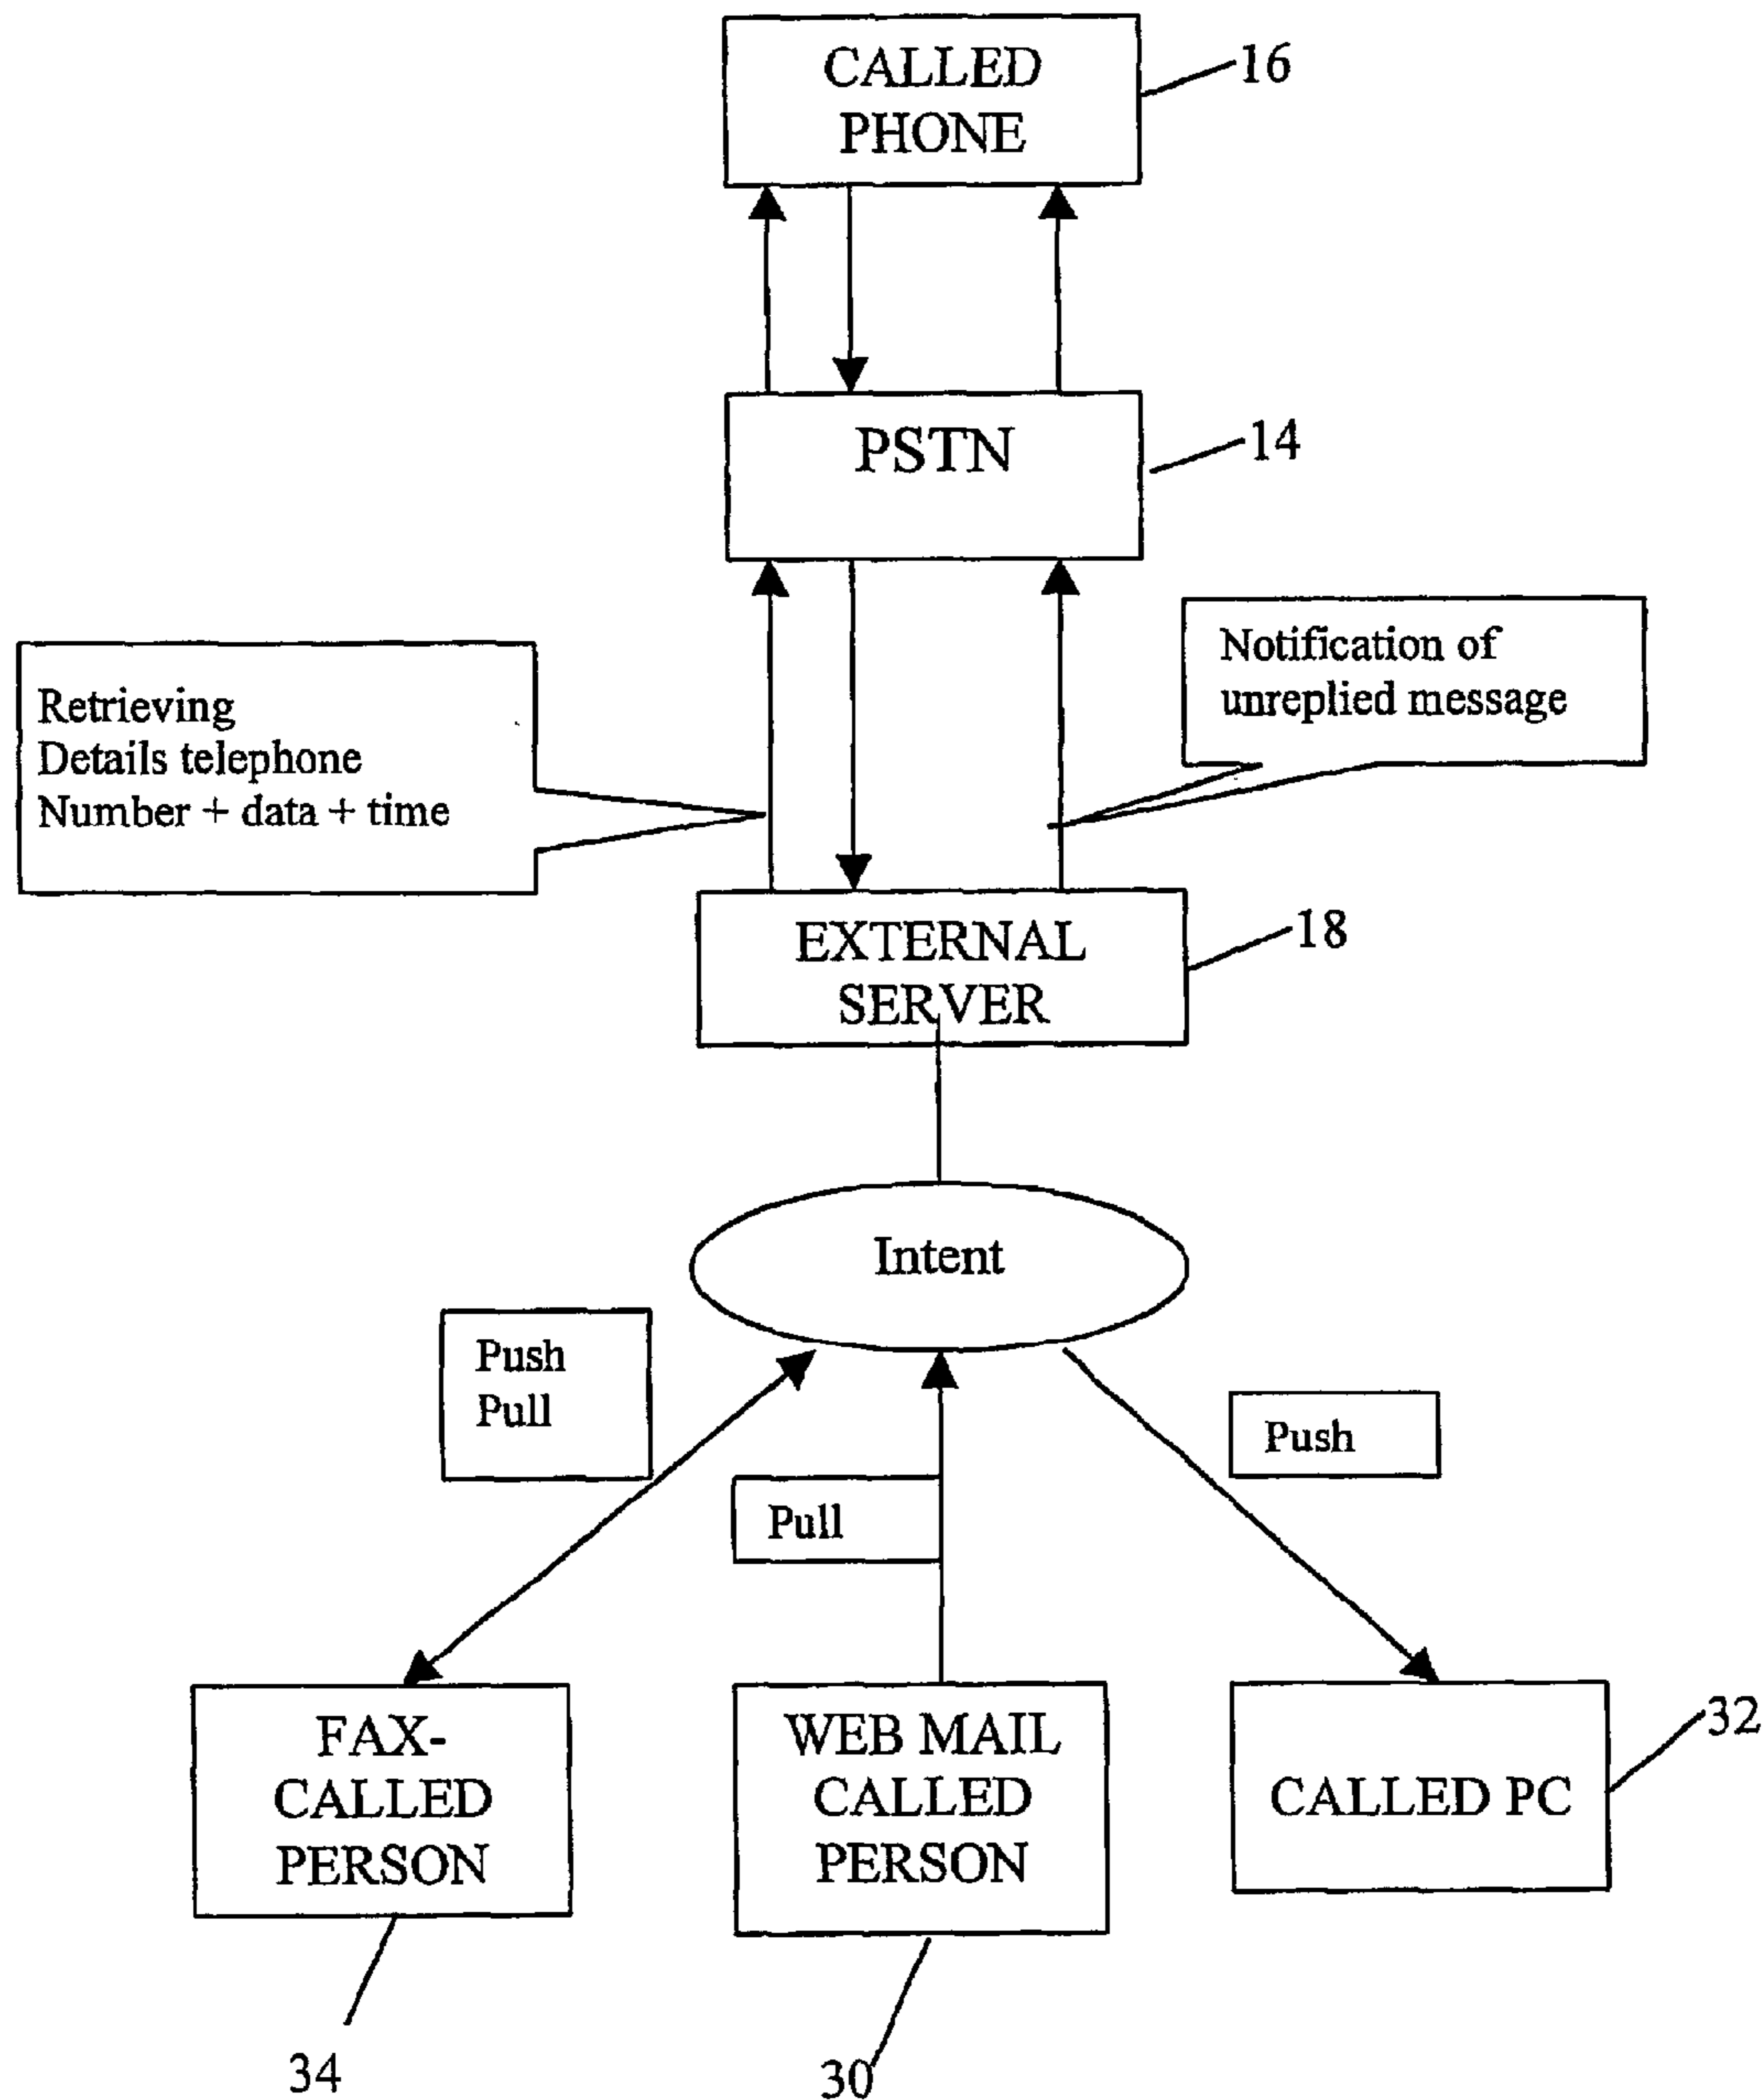 CALLED
PHONE
16
PSTN
14
Retrieving
Details telephone
Number + data + time
Notification of
unreplied message
EXTERNAL
SERVER
18
Intent
Push
Pull
Pull
Push
FAX-
CALLED
PERSON
WEB MAIL
CALLED
PERSON
CALLED PC
32
34
30